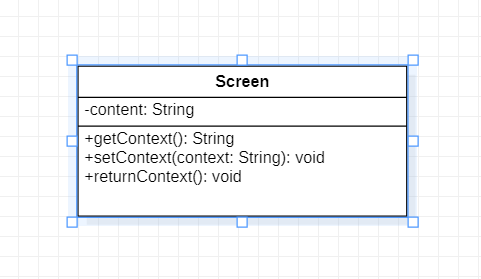 Screen
-content: String
+getContext(): String
+setContext(context: String): void
+returnContext(): void